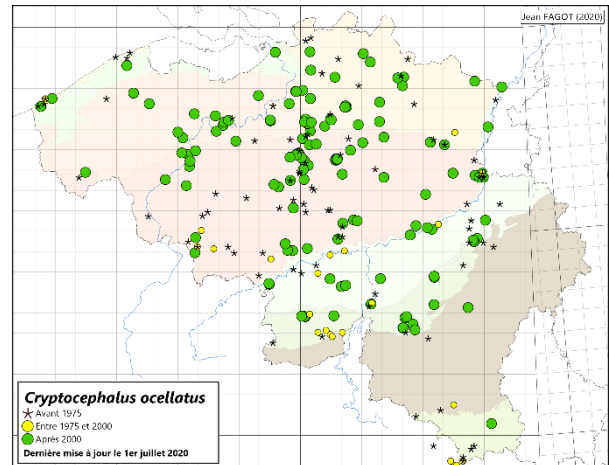 Jean FAGOT (2020)
Cryptocephalus ocellatus
Avant 1975
Entre 1975 et 2000
Après 2000
Dernière mise à jour le 1er juillet 2020